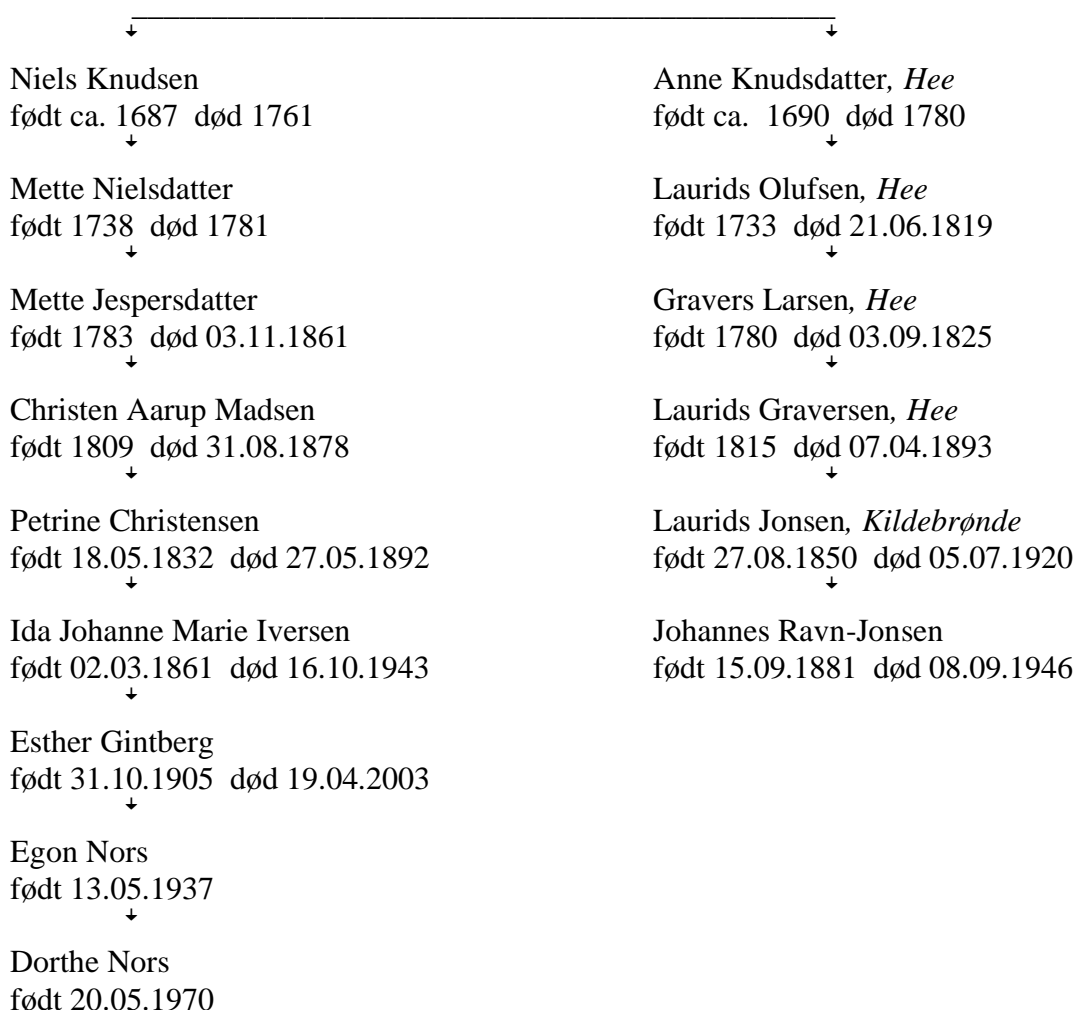 Niels Knudsen
født ca. 1687 død 1761
Mette Nielsdatter
født 1738 død 1781
Mette Jespersdatter
født 1783 død 03.11.1861
Christen Aarup Madsen
født 1809 død 31.08.1878
Petrine Christensen
født 18.05.1832 død 27.05.1892
Ida Johanne Marie Iversen
født 02.03.1861 død 16.10.1943
Esther Gintberg
født 31.10.1905 død 19.04.2003
Egon Nors
født 13.05.1937
Dorthe Nors
født 20.05.1970
Anne Knudsdatter, Hee
født ca. 1690 død 1780
Laurids Olufsen, Hee
født 1733 død 21.06.1819
Gravers Larsen, Hee
født 1780 død 03.09.1825
Laurids Graversen, Hee
født 1815 død 07.04.1893
Laurids Jonsen, Kildebrønde
født 27.08.1850 død 05.07.1920
Johannes Ravn-Jonsen
født 15.09.1881 død 08.09.1946